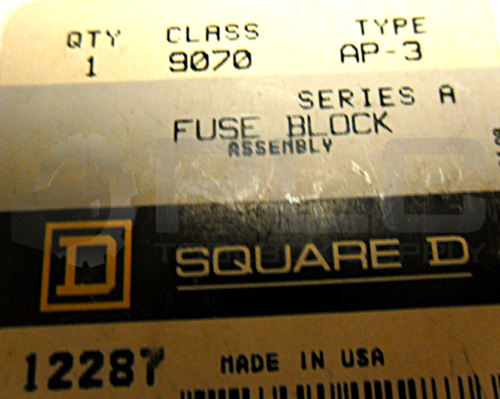 QTY CLASS TYPE
1 9070 AP-3
SERIES A
FUSE BLOCK
ASSEMBLY
D SQUARE D
12287 MADE IN USA